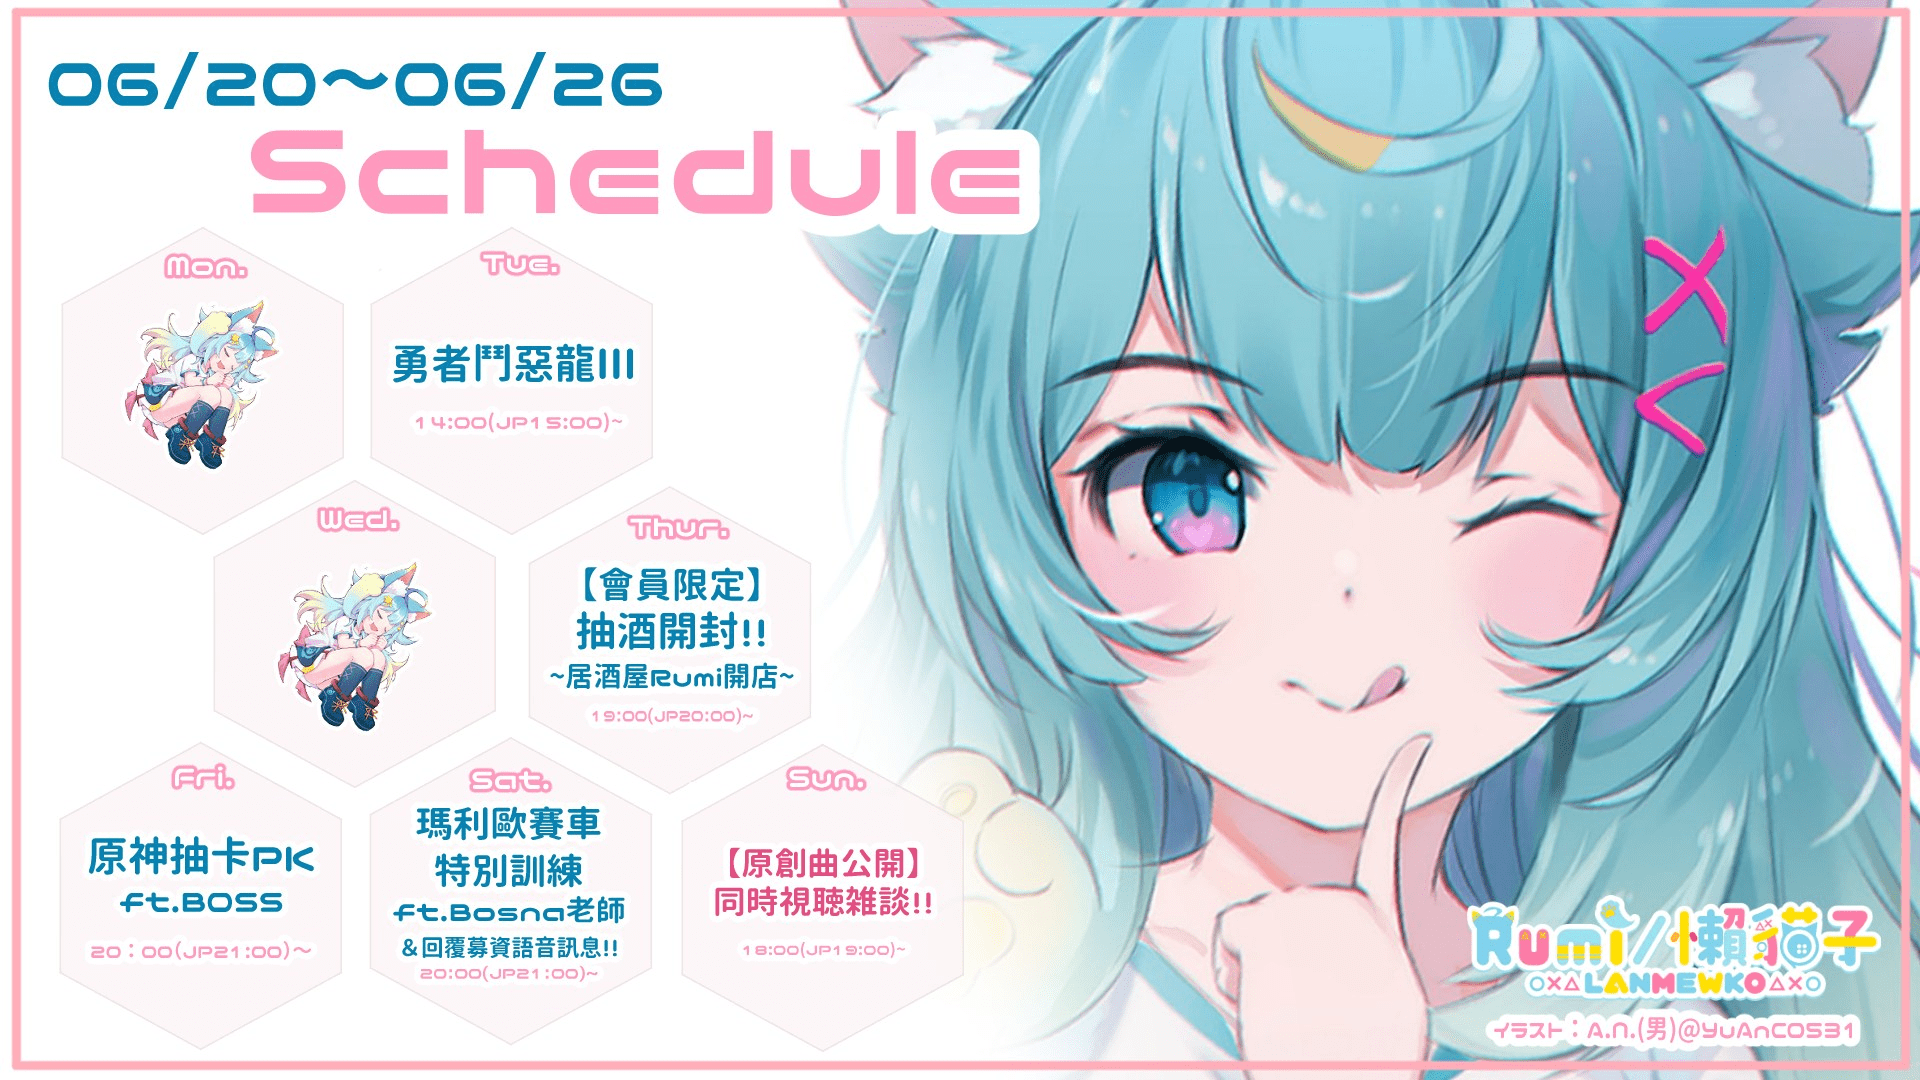 06/20~06/26
Schedule
Mon.
Tue.
勇者鬥惡龍III
14:00(JP15:00)~
Wed.
Thur.
【會員限定】
抽酒開封!!
~居酒屋Rumi開店~
19:00(JP20:00)~
Fri.
原神抽卡PK
ft.BOSS
20：00(JP21:00)～
Sat.
瑪利歐賽車
特別訓練
ft.Bosna老師
&回覆募資語音訊息!!
20:00(JP21:00)~
Sun.
【原創曲公開】
同時視聴雑談!!
18:00(JP19:00)~
Rumi/懶貓子
○×△LANMEWKO△×○
イラスト：A.N.(男)@YUANCO531